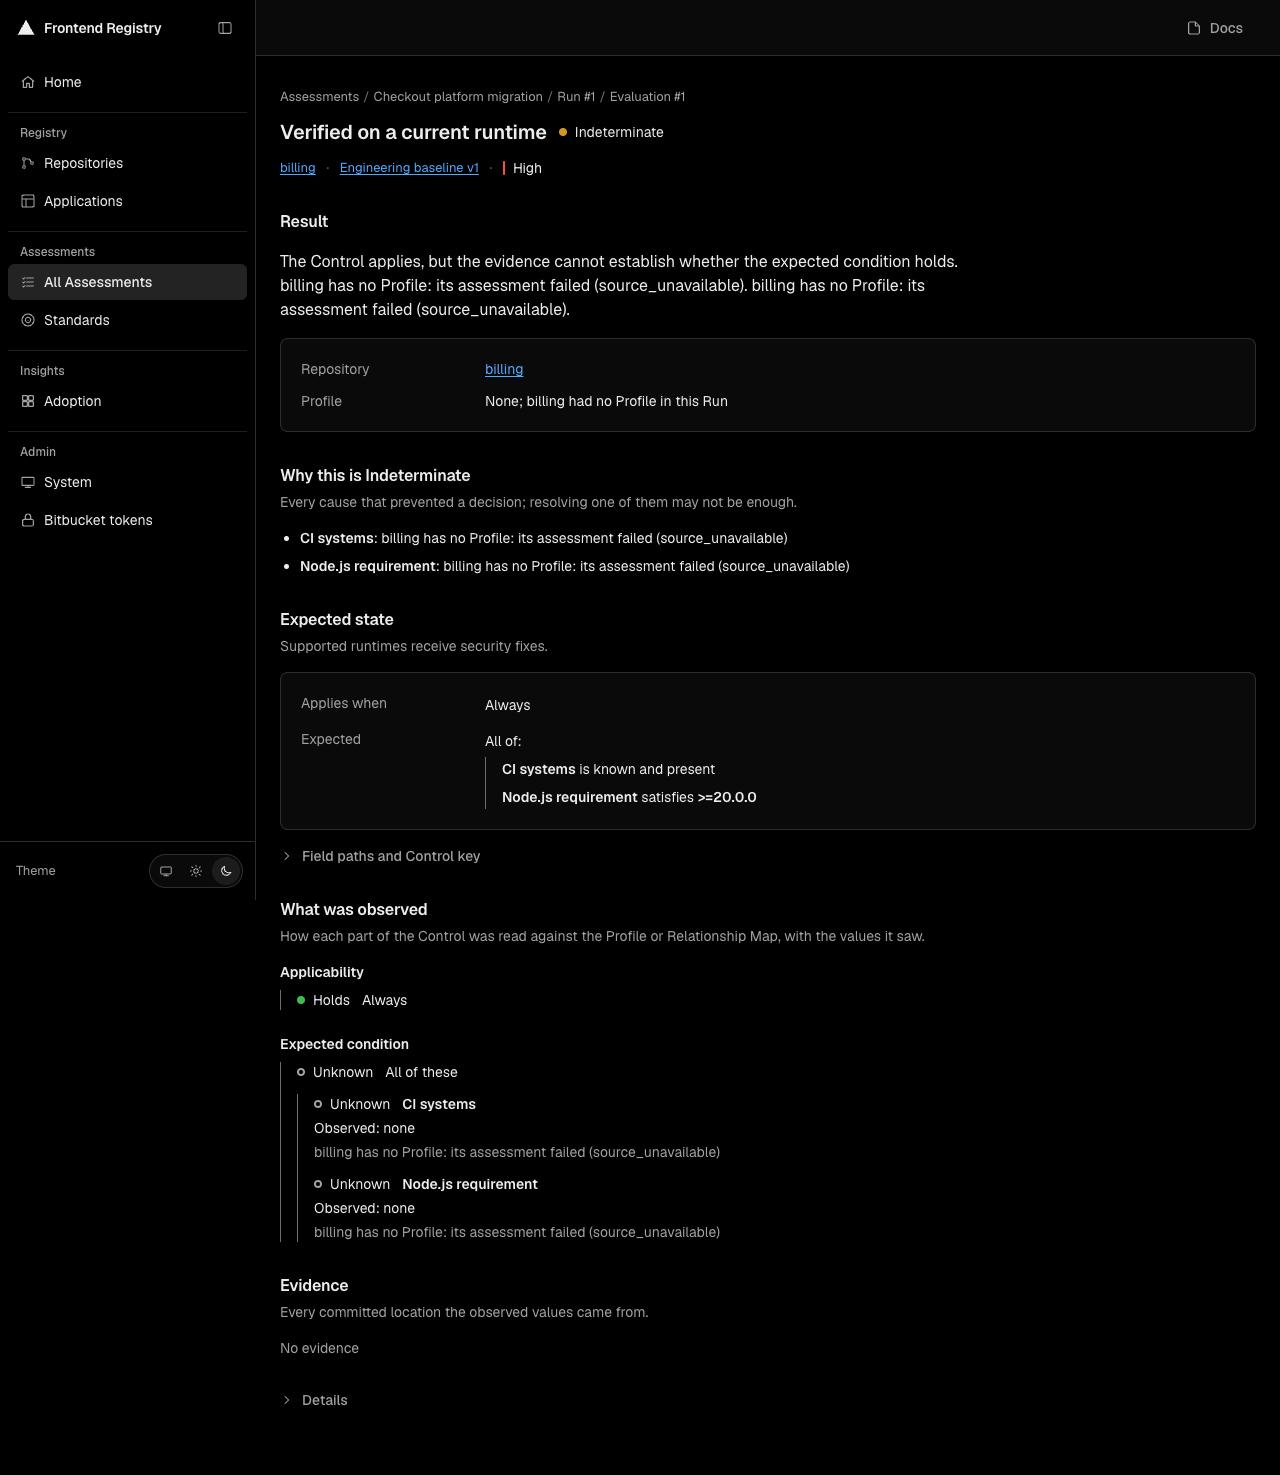 Frontend Registry
Docs
Home
Registry
Repositories
Applications
Assessments
All Assessments
Standards
Insights
Adoption
Admin
System
Bitbucket tokens
Theme
Assessments / Checkout platform migration / Run #1 / Evaluation #1
Verified on a current runtime Indeterminate
billing · Engineering baseline v1 · High
Result
The Control applies, but the evidence cannot establish whether the expected condition holds.
billing has no Profile: its assessment failed (source_unavailable). billing has no Profile: its
assessment failed (source_unavailable).
Repository billing
Profile None; billing had no Profile in this Run
Why this is Indeterminate
Every cause that prevented a decision; resolving one of them may not be enough.
• CI systems: billing has no Profile: its assessment failed (source_unavailable)
• Node.js requirement: billing has no Profile: its assessment failed (source_unavailable)
Expected state
Supported runtimes receive security fixes.
Applies when Always
Expected All of:
CI systems is known and present
Node.js requirement satisfies >=20.0.0
Field paths and Control key
What was observed
How each part of the Control was read against the Profile or Relationship Map, with the values it saw.
Applicability
Holds Always
Expected condition
Unknown All of these
Unknown CI systems
Observed: none
billing has no Profile: its assessment failed (source_unavailable)
Unknown Node.js requirement
Observed: none
billing has no Profile: its assessment failed (source_unavailable)
Evidence
Every committed location the observed values came from.
No evidence
Details